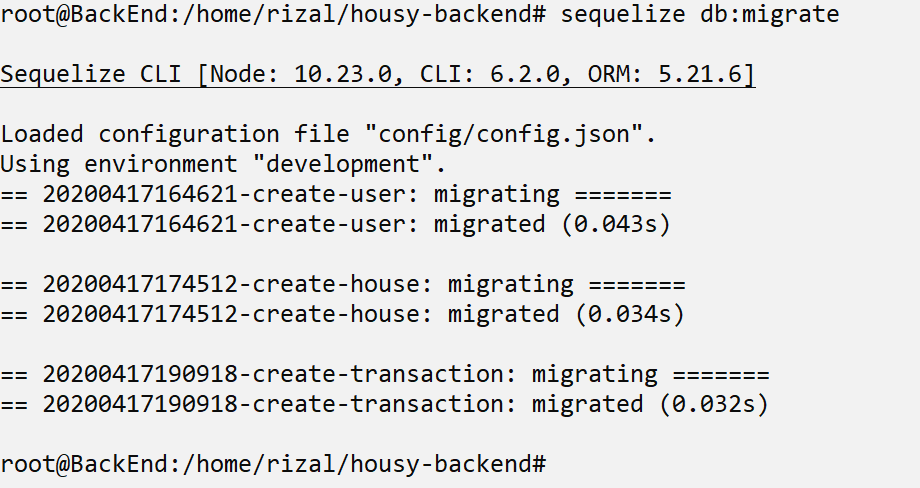 root@BackEnd:/home/rizal/housy-backend# sequelize db:migrate
Sequelize CLI [Node: 10.23.0, CLI: 6.2.0, ORM: 5.21.6]
Loaded configuration file "config/config.json".
Using environment "development".
== 20200417164621-create-user: migrating =======
== 20200417164621-create-user: migrated (0.043s)
== 20200417174512-create-house: migrating =======
== 20200417174512-create-house: migrated (0.034s)
== 20200417190918-create-transaction: migrating =======
== 20200417190918-create-transaction: migrated (0.032s)
root@BackEnd:/home/rizal/housy-backend#